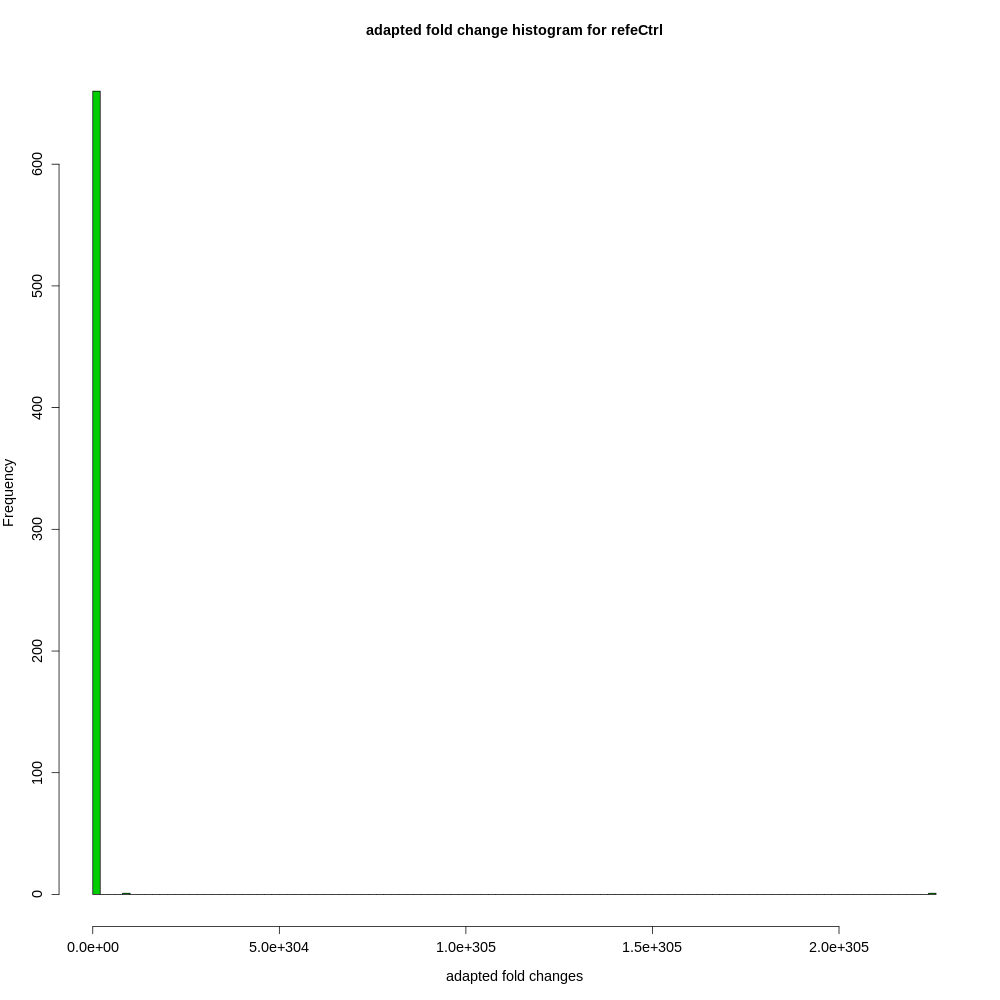 adapted fold change histogram for refeCtrl
600
500
400
300
200
100
0
Frequency
0.0e+00 5.0e+304 1.0e+305 1.5e+305 2.0e+305
adapted fold changes